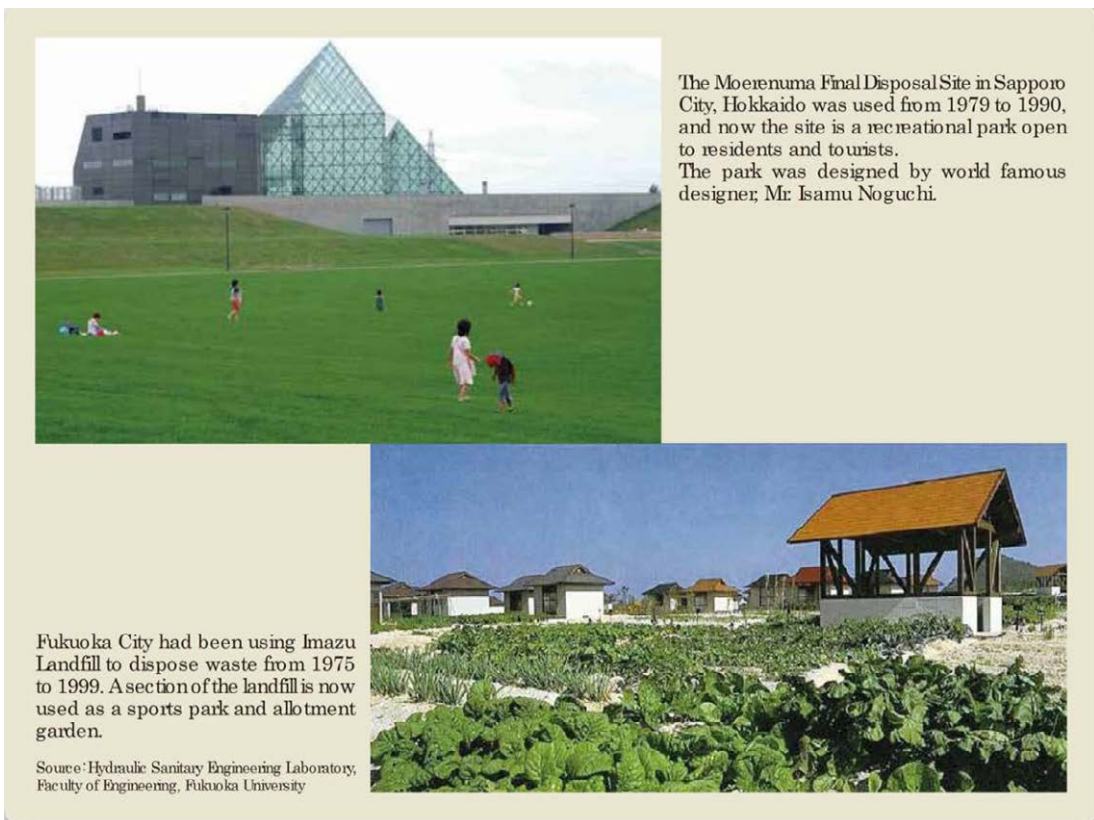 The Moerenuma Final Disposal Site in Sapporo
City, Hokkaido was used from 1979 to 1990,
and now the site is a recreational park open
to residents and tourists.
The park was designed by world famous
designer, Mr. Isamu Noguchi.
Fukuoka City had been using Imazu
Landfill to dispose waste from 1975
to 1999. A section of the landfill is now
used as a sports park and allotment
garden.
Source: Hydraulic Sanitary Engineering Laboratory,
Faculty of Engineering, Fukuoka University